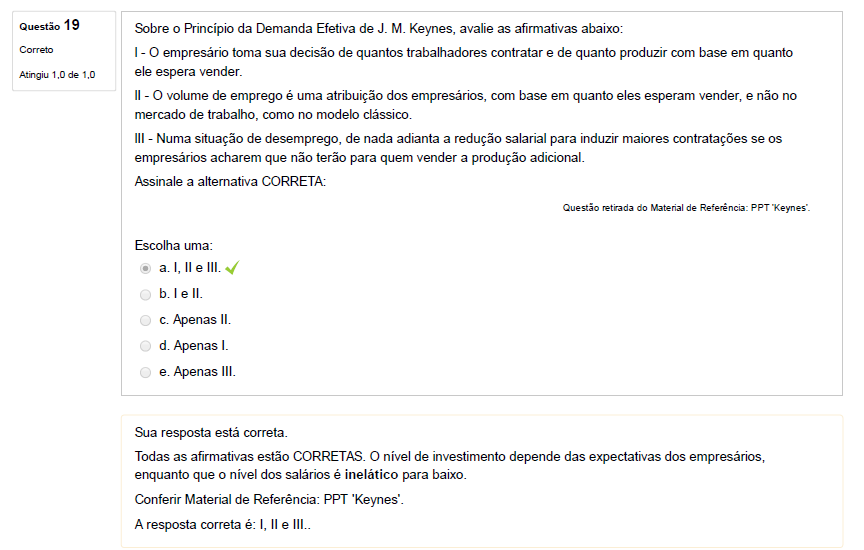 Questão 19
Correto
Atingiu 1,0 de 1,0
Sobre o Princípio da Demanda Efetiva de J. M. Keynes, avalie as afirmativas abaixo:
I - O empresário toma sua decisão de quantos trabalhadores contratar e de quanto produzir com base em quanto
ele espera vender.
II - O volume de emprego é uma atribuição dos empresários, com base em quanto eles esperam vender, e não no
mercado de trabalho, como no modelo clássico.
III - Numa situação de desemprego, de nada adianta a redução salarial para induzir maiores contratações se os
empresários acharem que não terão para quem vender a produção adicional.
Assinale a alternativa CORRETA:
Questão retirada do Material de Referência: PPT 'Keynes'.
Escolha uma:
a. I, II e III.
b. I e II.
c. Apenas II.
d. Apenas I.
e. Apenas III.
Sua resposta está correta.
Todas as afirmativas estão CORRETAS. O nível de investimento depende das expectativas dos empresários,
enquanto que o nível dos salários é inelático para baixo.
Conferir Material de Referência: PPT 'Keynes'.
A resposta correta é: I, II e III..